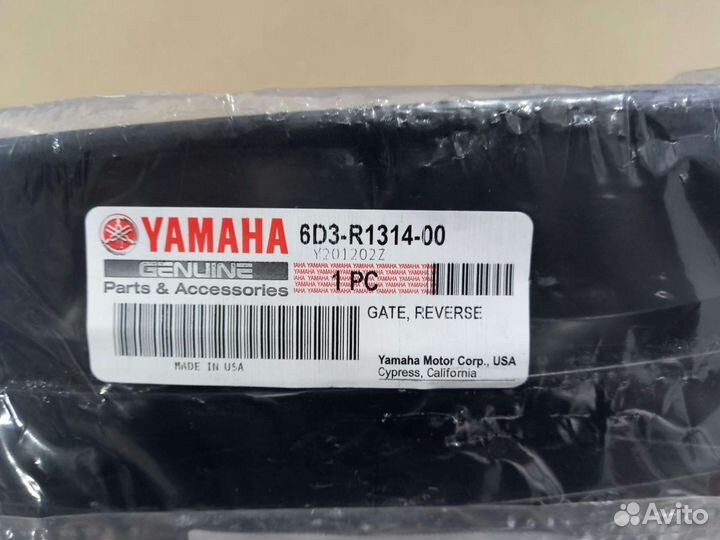 YAMAHA
6D3-R1314-00
Y201202Z
GENUINE
Parts & Accessories
1 PC
GATE, REVERSE
MADE IN USA
Yamaha Motor Corp., USA
Cypress, California
Avito